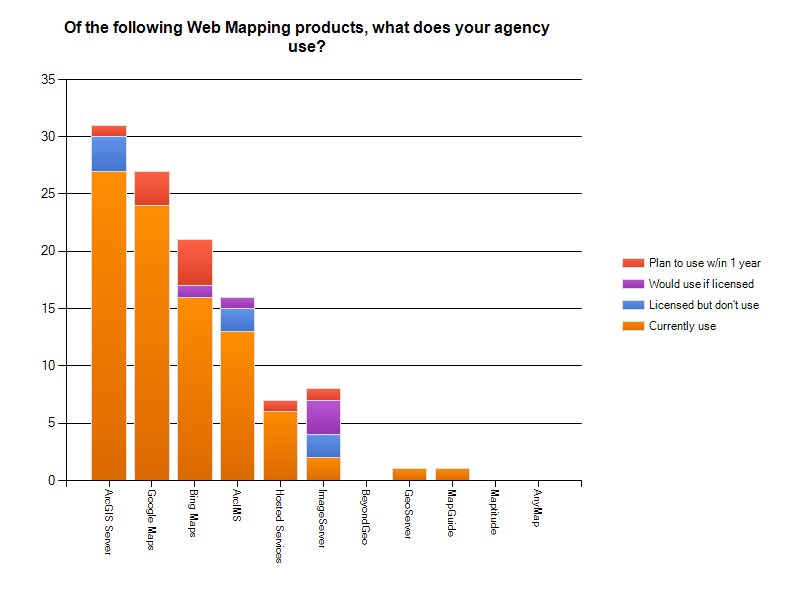 Of the following Web Mapping products, what does your agency
use?
35
30
25
20
15
10
5
0
ArcGIS Server
Google Maps
Bing Maps
ArcIMS
Hosted Services
ImageServer
BeyondGeo
GeoServer
MapGuide
Maptitude
AnyMap
Plan to use w/in 1 year
Would use if licensed
Licensed but don't use
Currently use